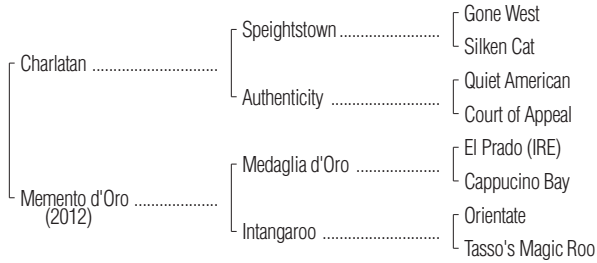 Gone West
Speightstown
Silken Cat
Charlatan
Quiet American
Authenticity
Court of Appeal
El Prado (IRE)
Medaglia d'Oro
Cappucino Bay
Memento d'Oro
(2012)
Orientate
Intangaroo
Tasso's Magic Roo